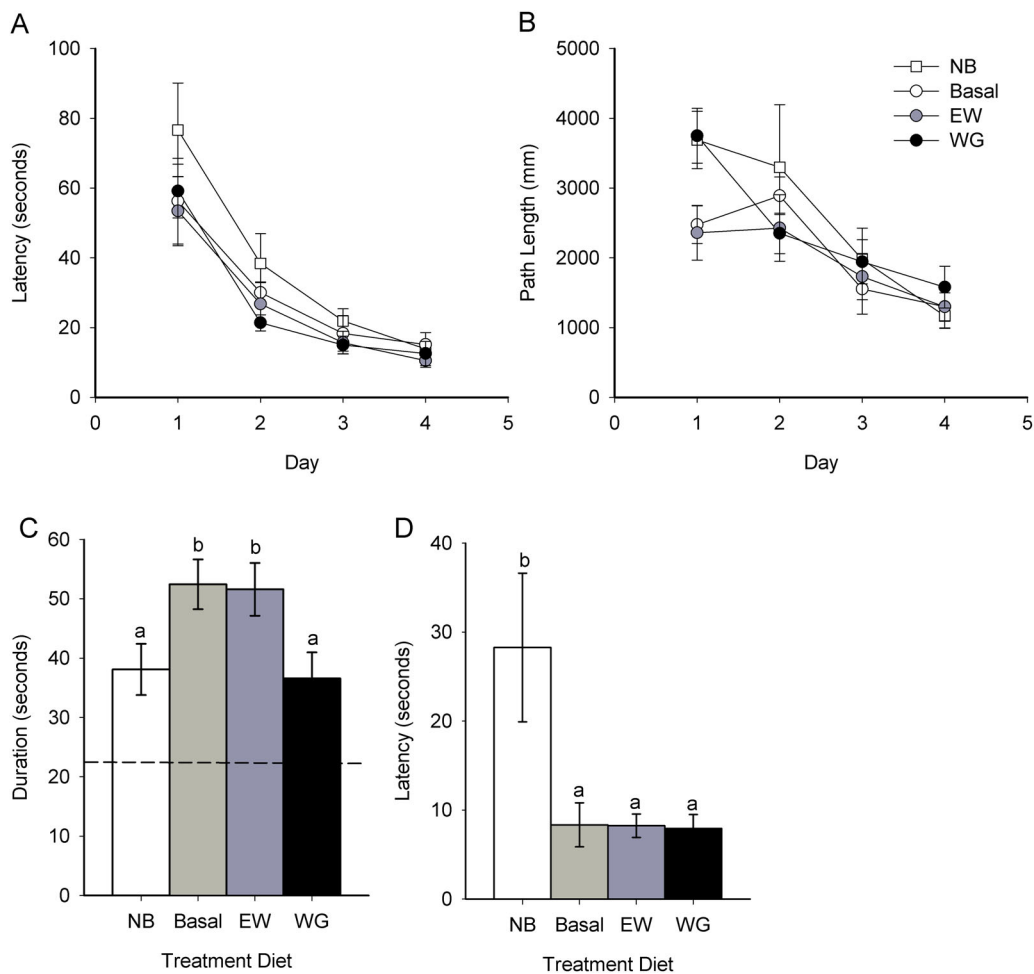 A
100
80
60
40
20
0
Latency (seconds)
0 1 2 3 4 5
Day
B
5000
4000
3000
2000
1000
0
Path Length (mm)
NB
Basal
EW
WG
0 1 2 3 4 5
Day
C
60
50
40
30
20
10
0
Duration (seconds)
a b b a
NB Basal EW WG
Treatment Diet
D
40
30
20
10
0
Latency (seconds)
b a a a
NB Basal EW WG
Treatment Diet